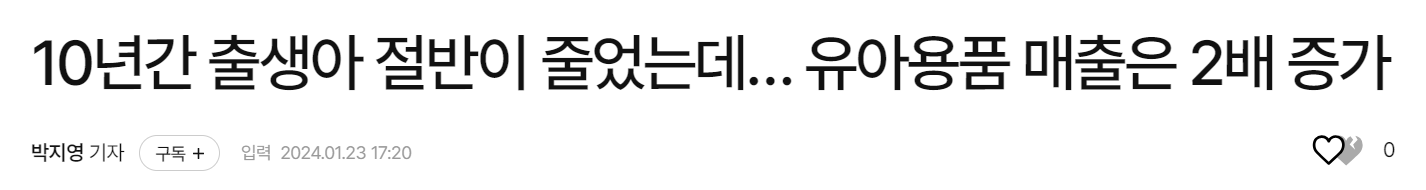 10년간 출생아 절반이 줄었는데… 유아용품 매출은 2배 증가
박지영 기자 구독 + 입력 2024.01.23 17:20 0